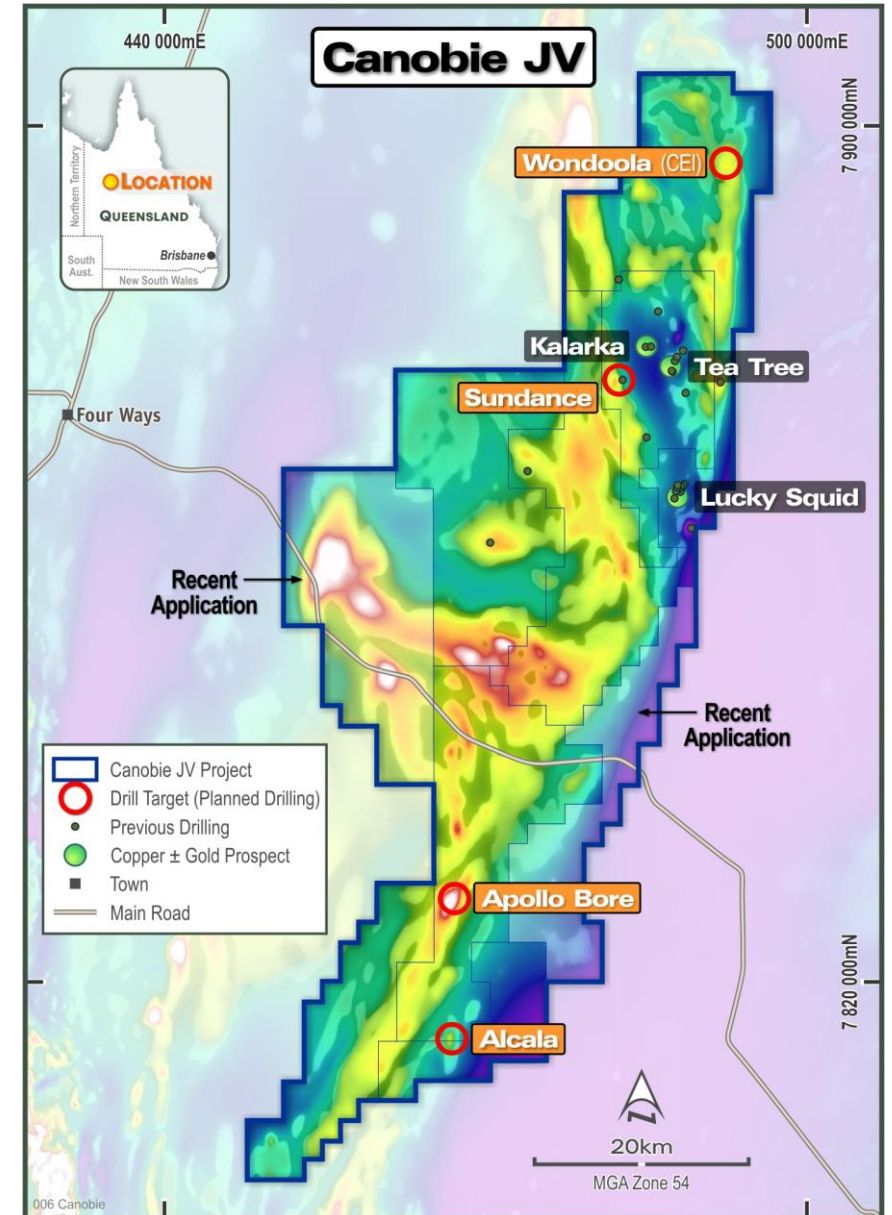 440 000mE
500 000mE
Canobie JV
7 900 000mN
Northern Territory
LOCATION
QUEENSLAND
South
Aust.
Brisbane
New South Wales
Wondoola (CEI)
Kalarka
Tea Tree
Sundance
Four Ways
Lucky Squid
Recent
Application
Recent
Application
Canobie JV Project
Drill Target (Planned Drilling)
Previous Drilling
Copper ± Gold Prospect
Town
Main Road
Apollo Bore
7 820 000mN
Alcala
N
20km
MGA Zone 54
006 Canobie